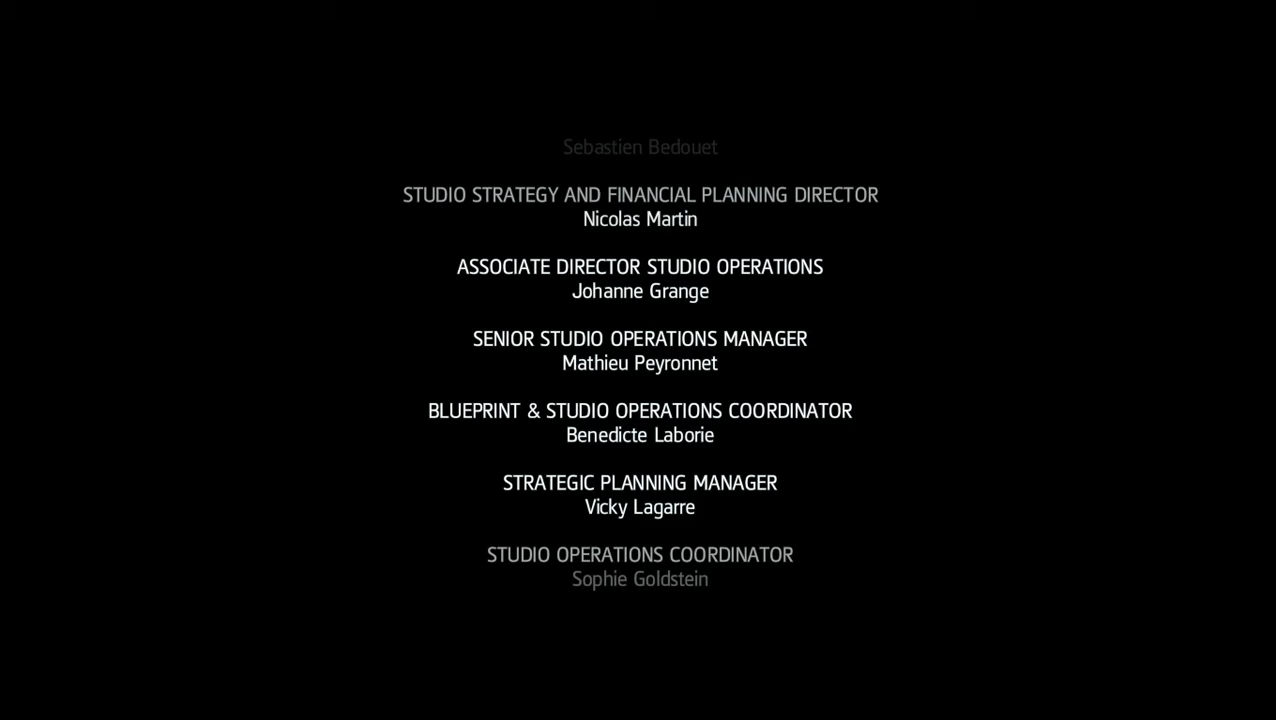 Sebastien Bedouet
STUDIO STRATEGY AND FINANCIAL PLANNING DIRECTOR
Nicolas Martin
ASSOCIATE DIRECTOR STUDIO OPERATIONS
Johanne Grange
SENIOR STUDIO OPERATIONS MANAGER
Mathieu Peyronnet
BLUEPRINT & STUDIO OPERATIONS COORDINATOR
Benedicte Laborie
STRATEGIC PLANNING MANAGER
Vicky Lagarre
STUDIO OPERATIONS COORDINATOR
Sophie Goldstein